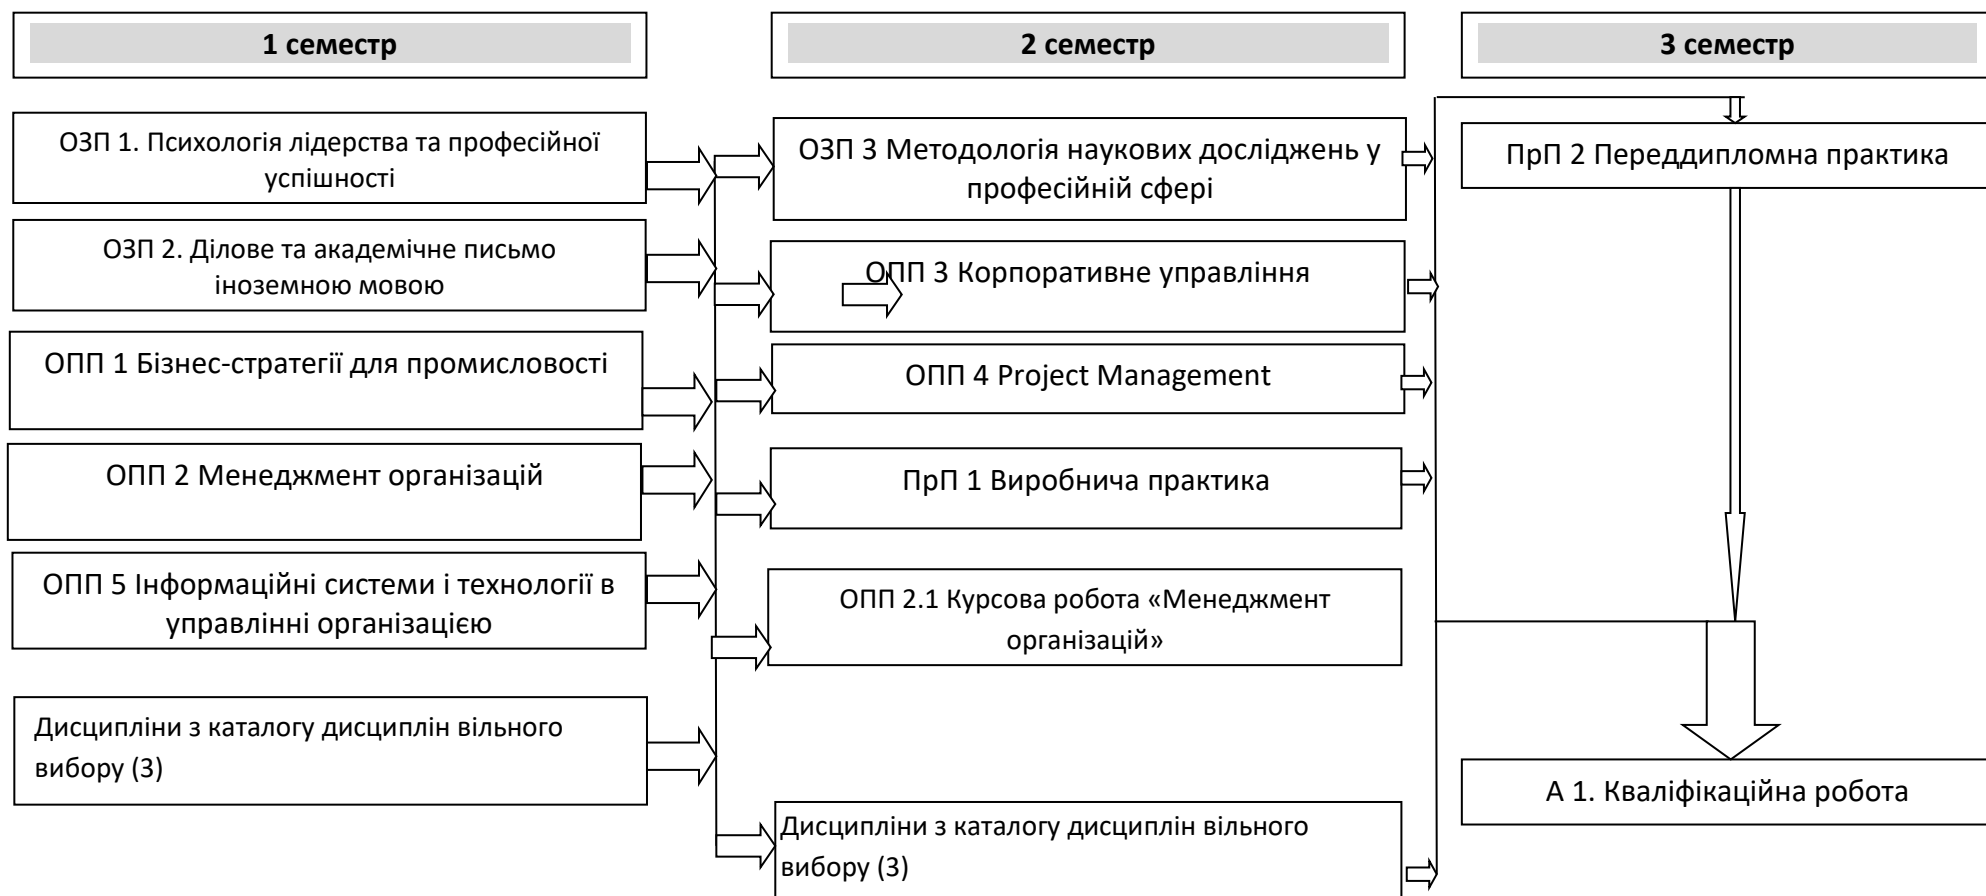 1 семестр
2 семестр
3 семестр
ОЗП 1. Психологія лідерства та професійної
успішності
ОЗП 2. Ділове та академічне письмо
іноземною мовою
ОПП 1 Бізнес-стратегії для промисловості
ОПП 2 Менеджмент організацій
ОПП 5 Інформаційні системи і технології в
управлінні організацією
Дисципліни з каталогу дисциплін вільного
вибору (3)
ОЗП 3 Методологія наукових досліджень у
професійній сфері
ОПП 3 Корпоративне управління
ОПП 4 Project Management
ПрП 1 Виробнича практика
ОПП 2.1 Курсова робота «Менеджмент
організацій»
Дисципліни з каталогу дисциплін вільного
вибору (3)
ПрП 2 Переддипломна практика
А 1. Кваліфікаційна робота